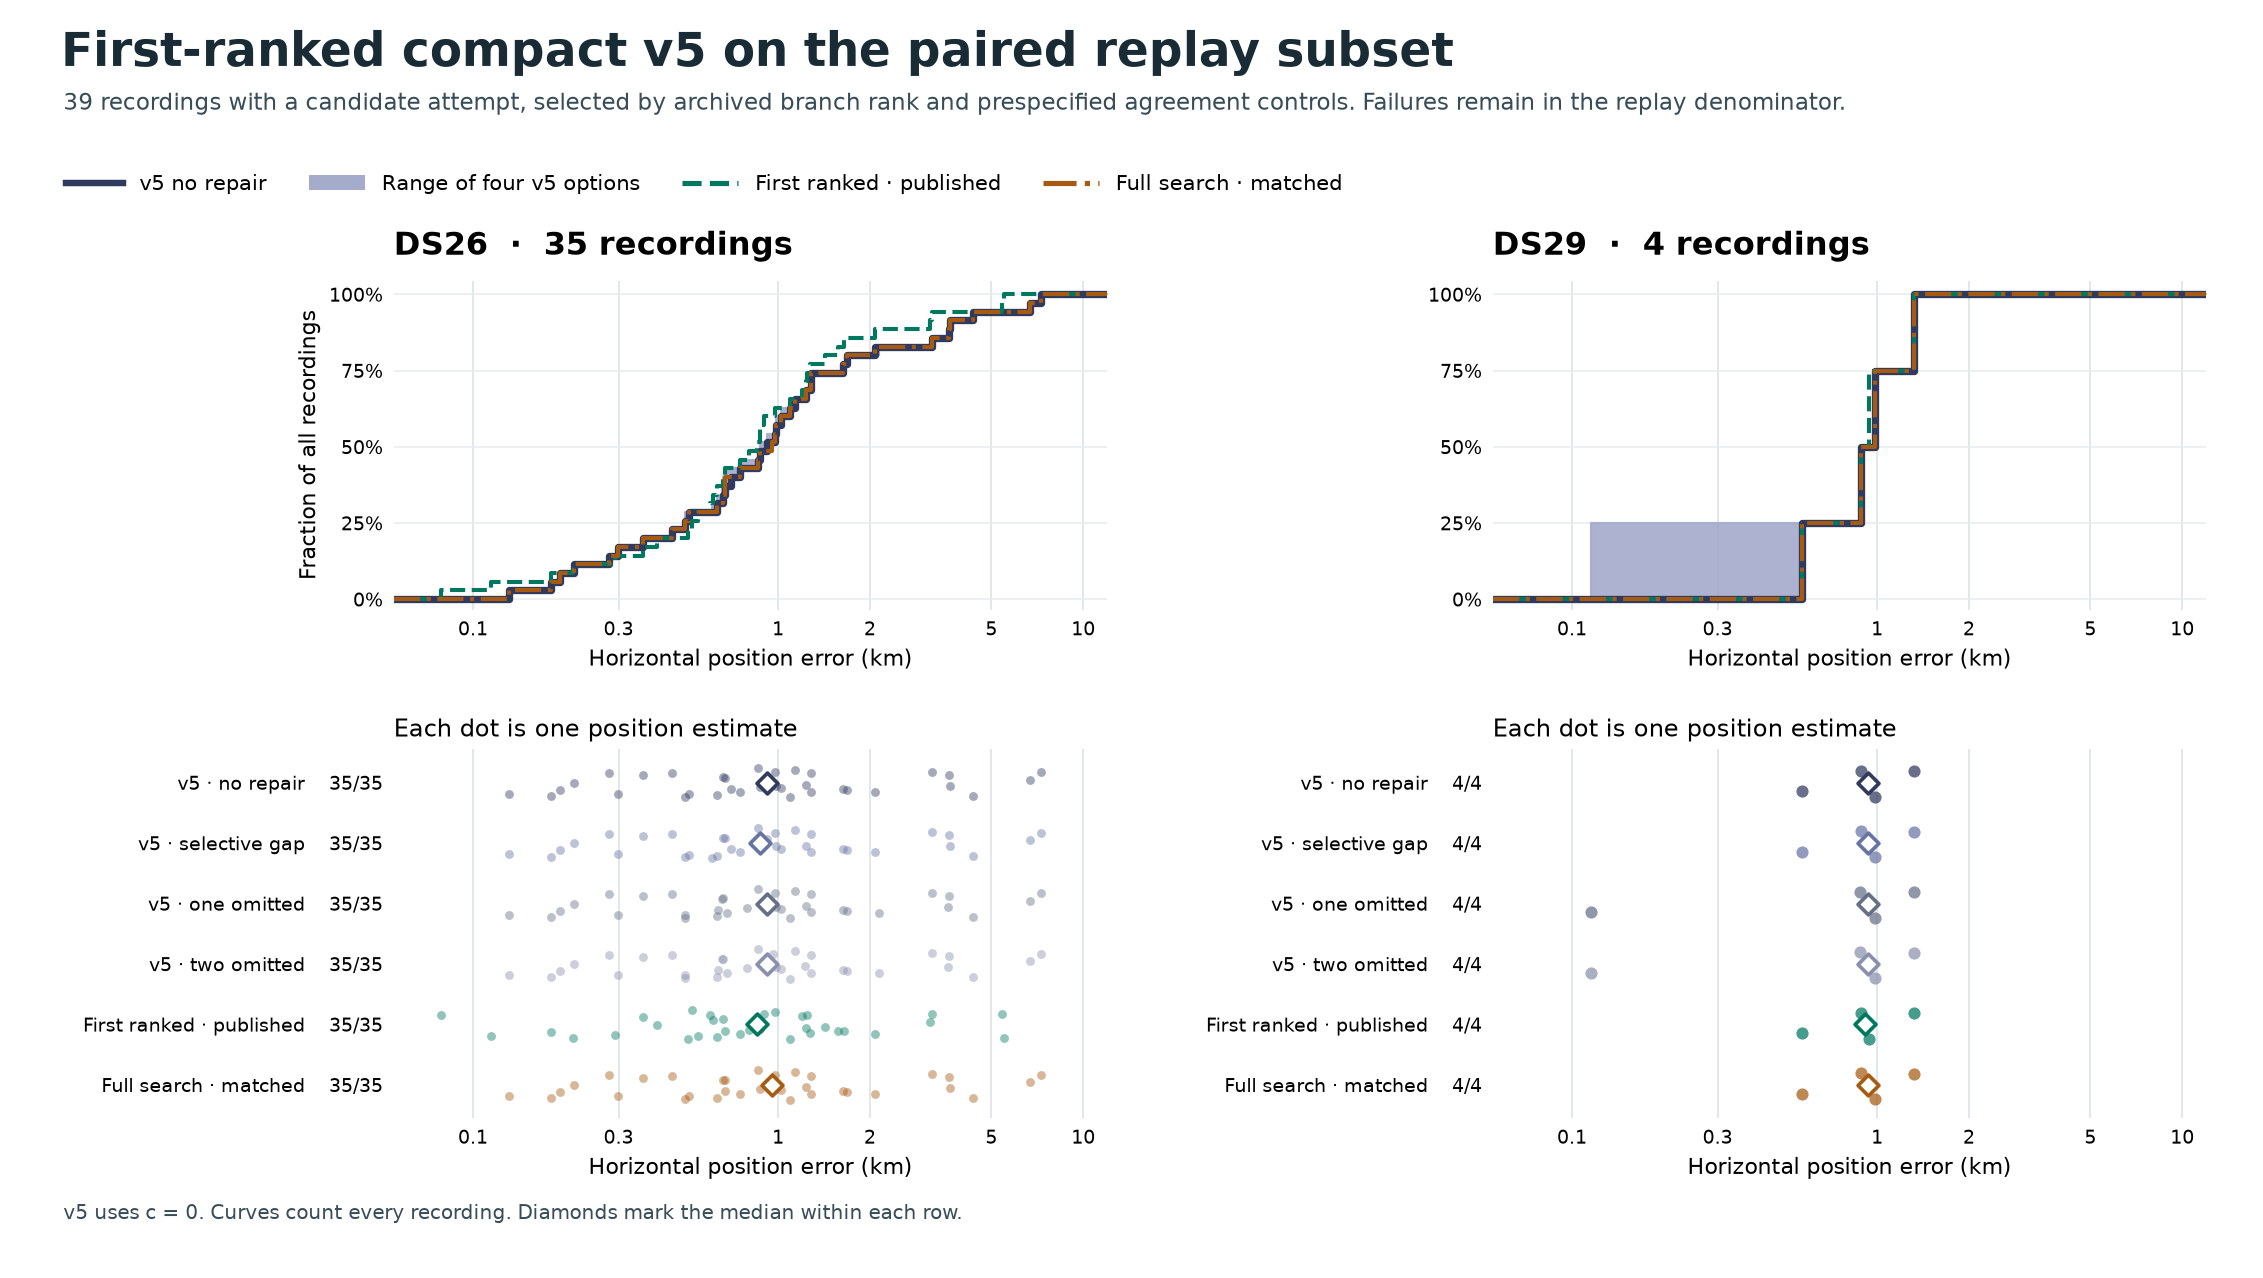 First-ranked compact v5 on the paired replay subset
39 recordings with a candidate attempt, selected by archived branch rank and prespecified agreement controls. Failures remain in the replay denominator.
v5 no repair
Range of four v5 options
First ranked · published
Full search · matched
DS26 · 35 recordings
Fraction of all recordings
100%
75%
50%
25%
0%
0.1 0.3 1 2 5 10
Horizontal position error (km)
DS29 · 4 recordings
100%
75%
50%
25%
0%
0.1 0.3 1 2 5 10
Horizontal position error (km)
Each dot is one position estimate
v5 · no repair 35/35
v5 · selective gap 35/35
v5 · one omitted 35/35
v5 · two omitted 35/35
First ranked · published 35/35
Full search · matched 35/35
0.1 0.3 1 2 5 10
Horizontal position error (km)
Each dot is one position estimate
v5 · no repair 4/4
v5 · selective gap 4/4
v5 · one omitted 4/4
v5 · two omitted 4/4
First ranked · published 4/4
Full search · matched 4/4
0.1 0.3 1 2 5 10
Horizontal position error (km)
v5 uses c = 0. Curves count every recording. Diamonds mark the median within each row.